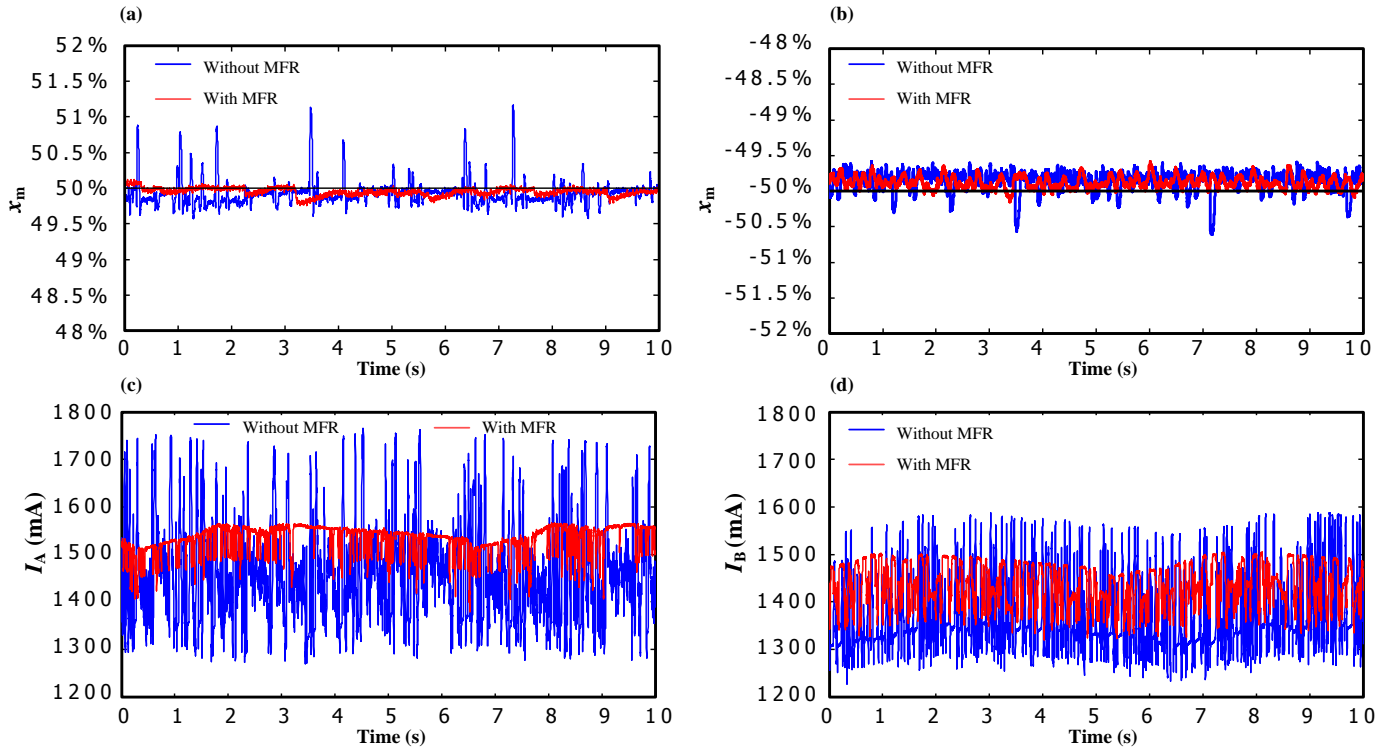 (a)
52%
51.5%
51%
50.5%
50%
49.5%
49%
48.5%
48%
xm
Without MFR
With MFR
0 1 2 3 4 5 6 7 8 9 10
Time (s)
(b)
-48%
-48.5%
-49%
-49.5%
-50%
-50.5%
-51%
-51.5%
-52%
xm
Without MFR
With MFR
0 1 2 3 4 5 6 7 8 9 10
Time (s)
(c)
1800
1700
1600
1500
1400
1300
1200
IA (mA)
Without MFR
With MFR
0 1 2 3 4 5 6 7 8 9 10
Time (s)
(d)
1800
1700
1600
1500
1400
1300
1200
IB (mA)
Without MFR
With MFR
0 1 2 3 4 5 6 7 8 9 10
Time (s)